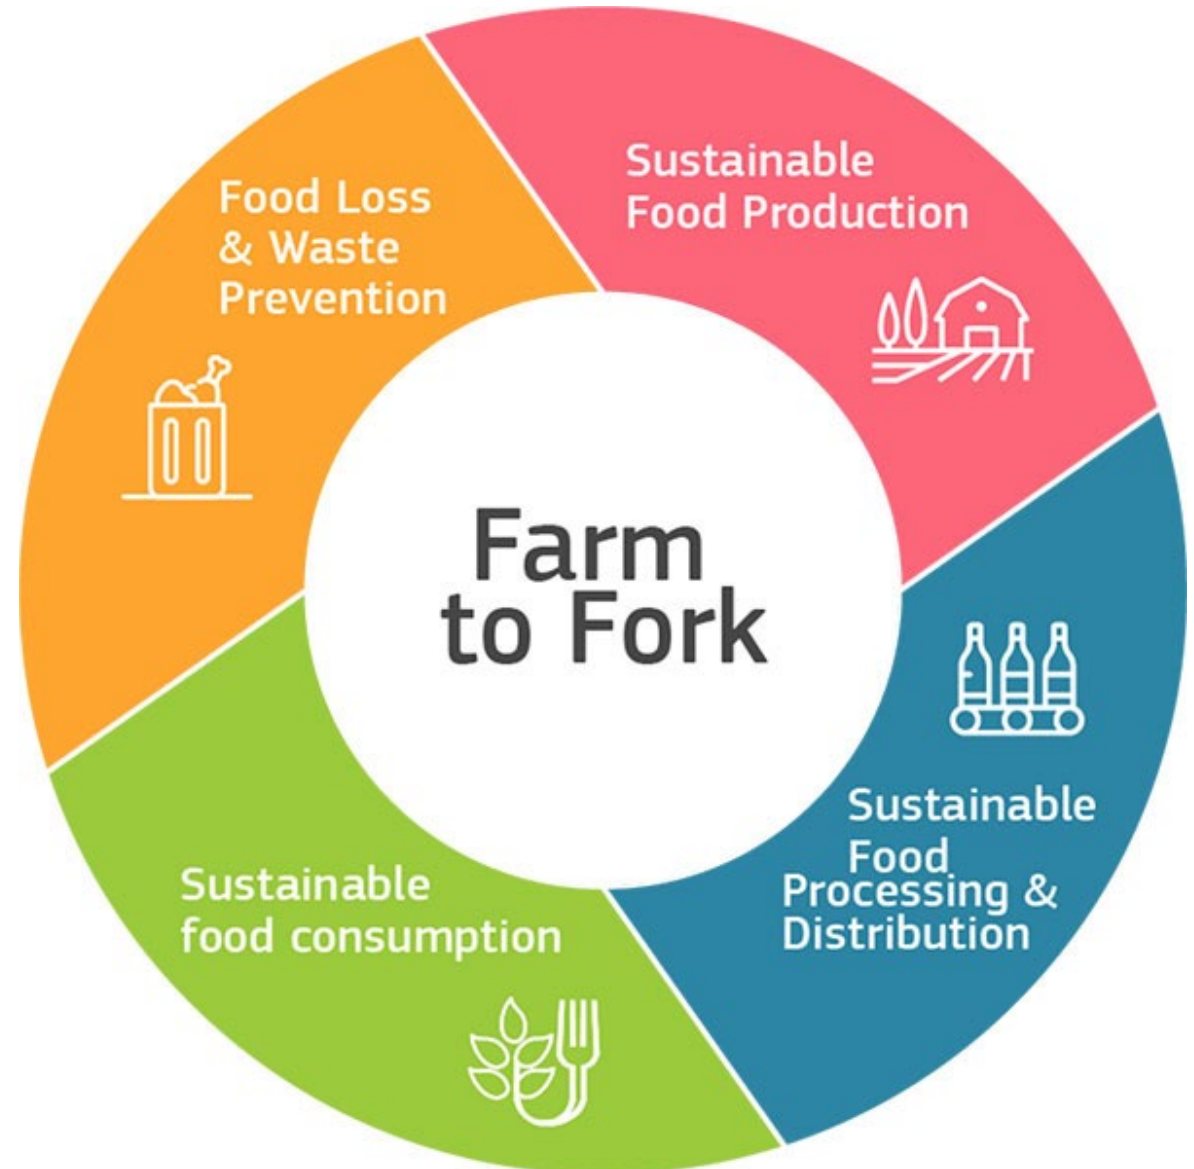 Farm
to Fork
Sustainable
Food Production
Sustainable
Food
Processing &
Distribution
Sustainable
food consumption
Food Loss
& Waste
Prevention